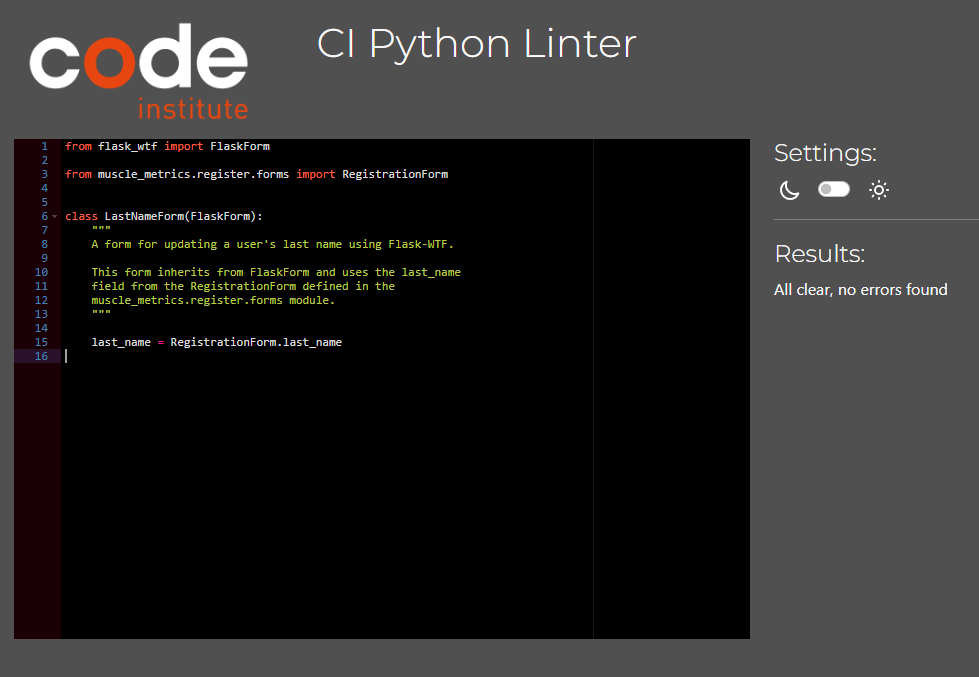 code
institute
CI Python Linter
1 from flask_wtf import FlaskForm
2
3 from muscle_metrics.register.forms import RegistrationForm
4
5
6 class LastNameForm(FlaskForm):
7     """
8     A form for updating a user's last name using Flask-WTF.
9
10     This form inherits from FlaskForm and uses the last_name
11     field from the RegistrationForm defined in the
12     muscle_metrics.register.forms module.
13     """
14
15     last_name = RegistrationForm.last_name
16
Settings:
Results:
All clear, no errors found